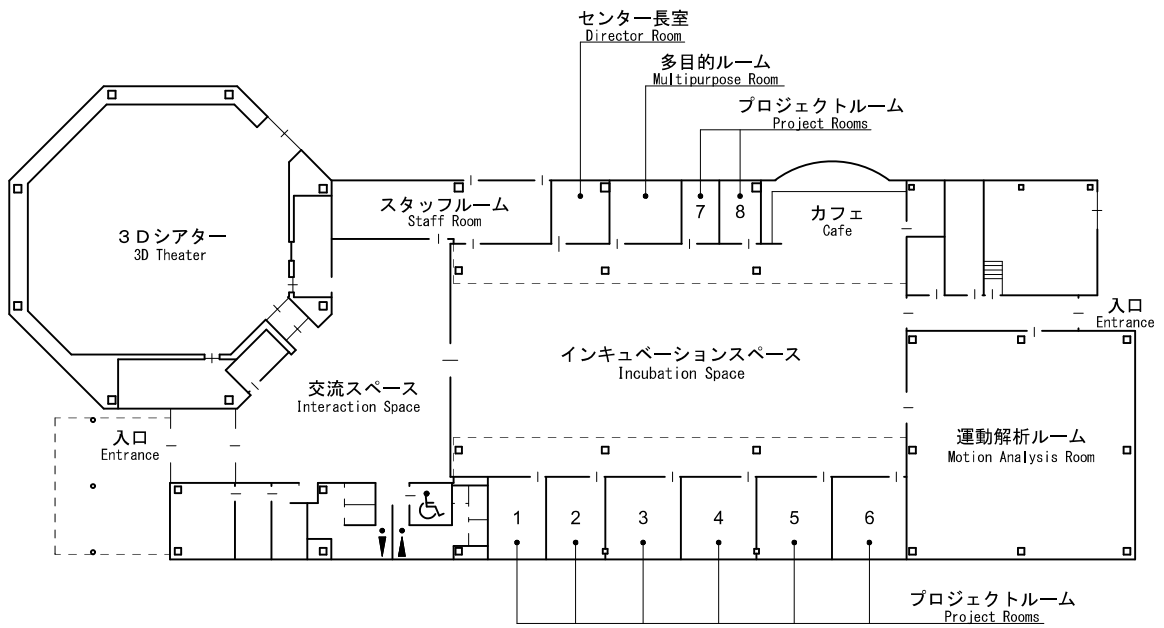 センター長室
Director Room
多目的ルーム
Multipurpose Room
プロジェクトルーム
Project Rooms
スタッフルーム
Staff Room
7
8
カフェ
Cafe
3Dシアター
3D Theater
入口
Entrance
インキュベーションスペース
Incubation Space
交流スペース
Interaction Space
入口
Entrance
運動解析ルーム
Motion Analysis Room
1
2
3
4
5
6
プロジェクトルーム
Project Rooms